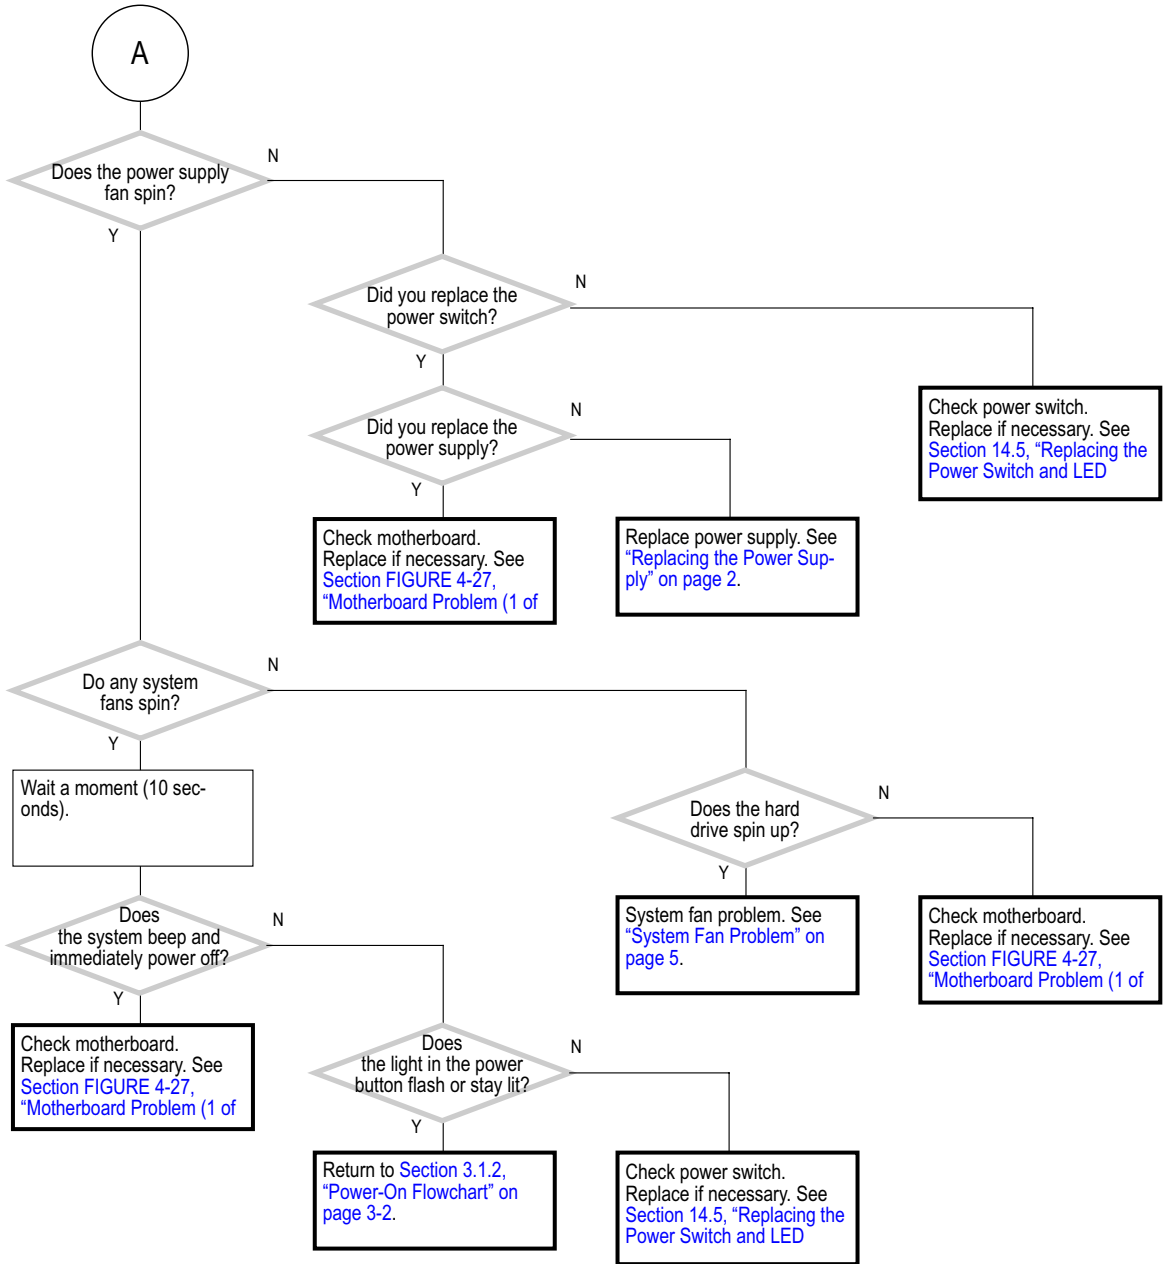 A
Does the power supply
fan spin?
N
Y
Did you replace the
power switch?
N
Y
Did you replace the
power supply?
N
Y
Check power switch.
Replace if necessary. See
Section 14.5, “Replacing the
Power Switch and LED
Check motherboard.
Replace if necessary. See
Section FIGURE 4-27,
“Motherboard Problem (1 of
Replace power supply. See
“Replacing the Power Sup-
ply” on page 2.
Do any system
fans spin?
N
Y
Wait a moment (10 sec-
onds).
Does the hard
drive spin up?
N
Y
Does
the system beep and
immediately power off?
N
Y
System fan problem. See
“System Fan Problem” on
page 5.
Check motherboard.
Replace if necessary. See
Section FIGURE 4-27,
“Motherboard Problem (1 of
Check motherboard.
Replace if necessary. See
Section FIGURE 4-27,
“Motherboard Problem (1 of
Does
the light in the power
button flash or stay lit?
N
Y
Return to Section 3.1.2,
“Power-On Flowchart” on
page 3-2.
Check power switch.
Replace if necessary. See
Section 14.5, “Replacing the
Power Switch and LED